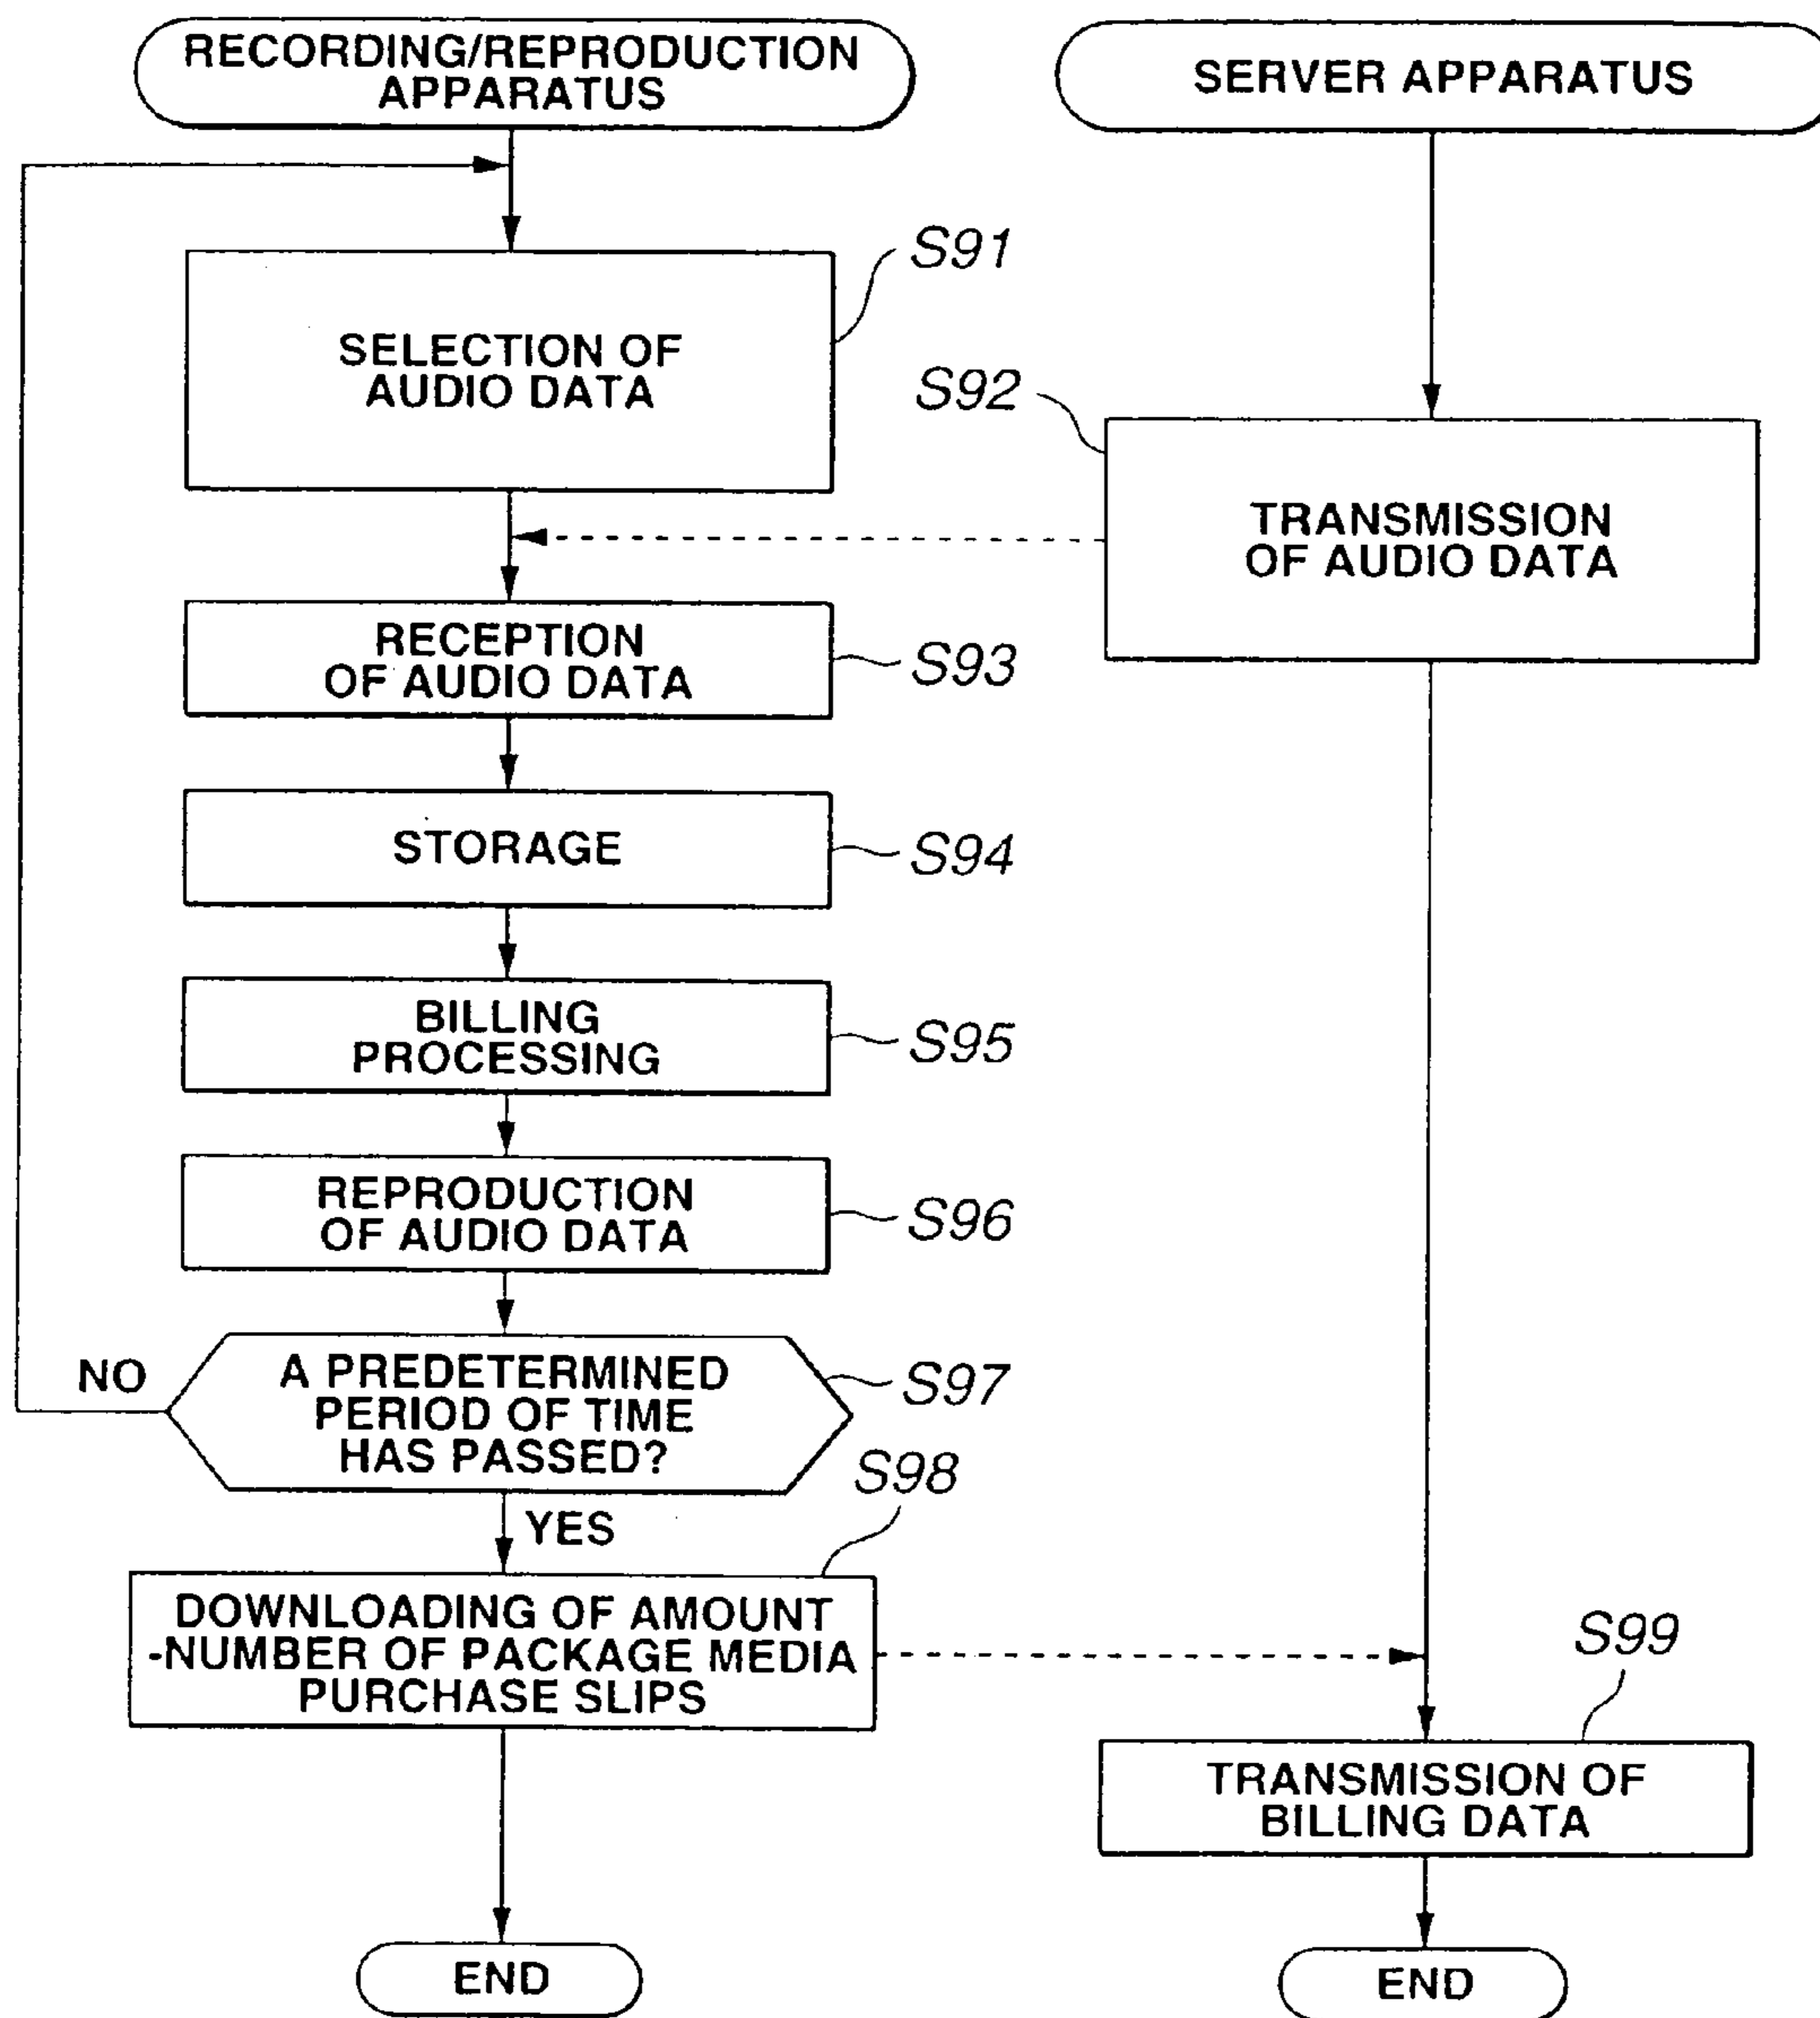 RECORDING/REPRODUCTION
APPARATUS
SERVER APPARATUS
S91
SELECTION OF
AUDIO DATA
S92
TRANSMISSION
OF AUDIO DATA
RECEPTION
OF AUDIO DATA
S93
STORAGE
S94
BILLING
PROCESSING
S95
REPRODUCTION
OF AUDIO DATA
S96
NO
A PREDETERMINED
PERIOD OF TIME
HAS PASSED?
S97
YES
S98
DOWNLOADING OF AMOUNT
-NUMBER OF PACKAGE MEDIA
PURCHASE SLIPS
S99
TRANSMISSION OF
BILLING DATA
END
END